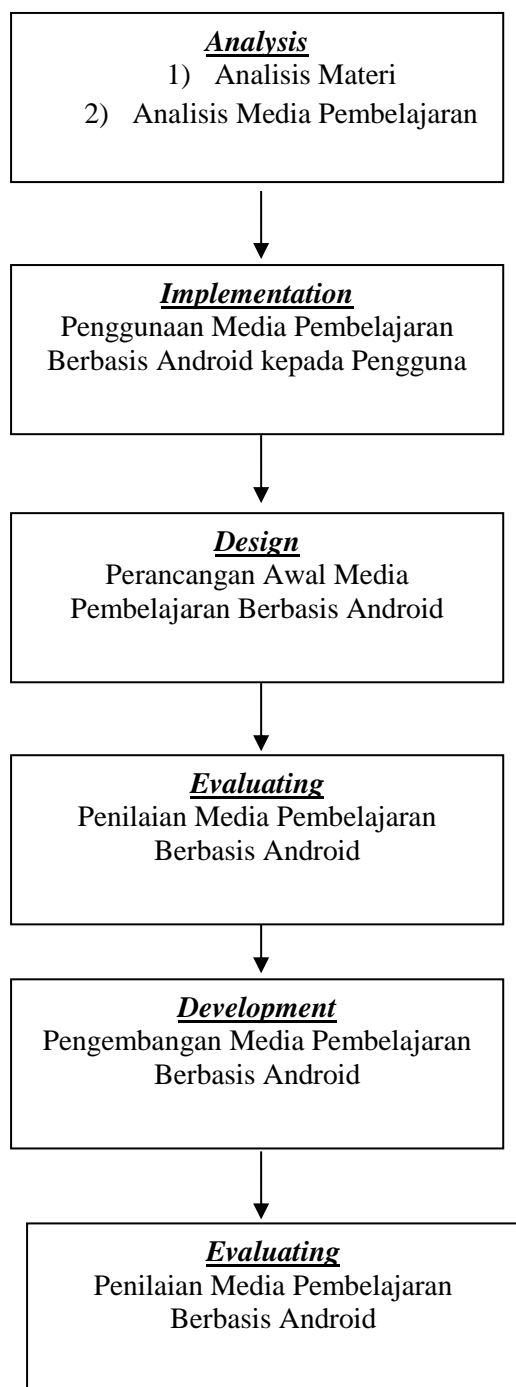 Analysis
1) Analisis Materi
2) Analisis Media Pembelajaran
Implementation
Penggunaan Media Pembelajaran
Berbasis Android kepada Pengguna
Design
Perancangan Awal Media
Pembelajaran Berbasis Android
Evaluating
Penilaian Media Pembelajaran
Berbasis Android
Development
Pengembangan Media Pembelajaran
Berbasis Android
Evaluating
Penilaian Media Pembelajaran
Berbasis Android